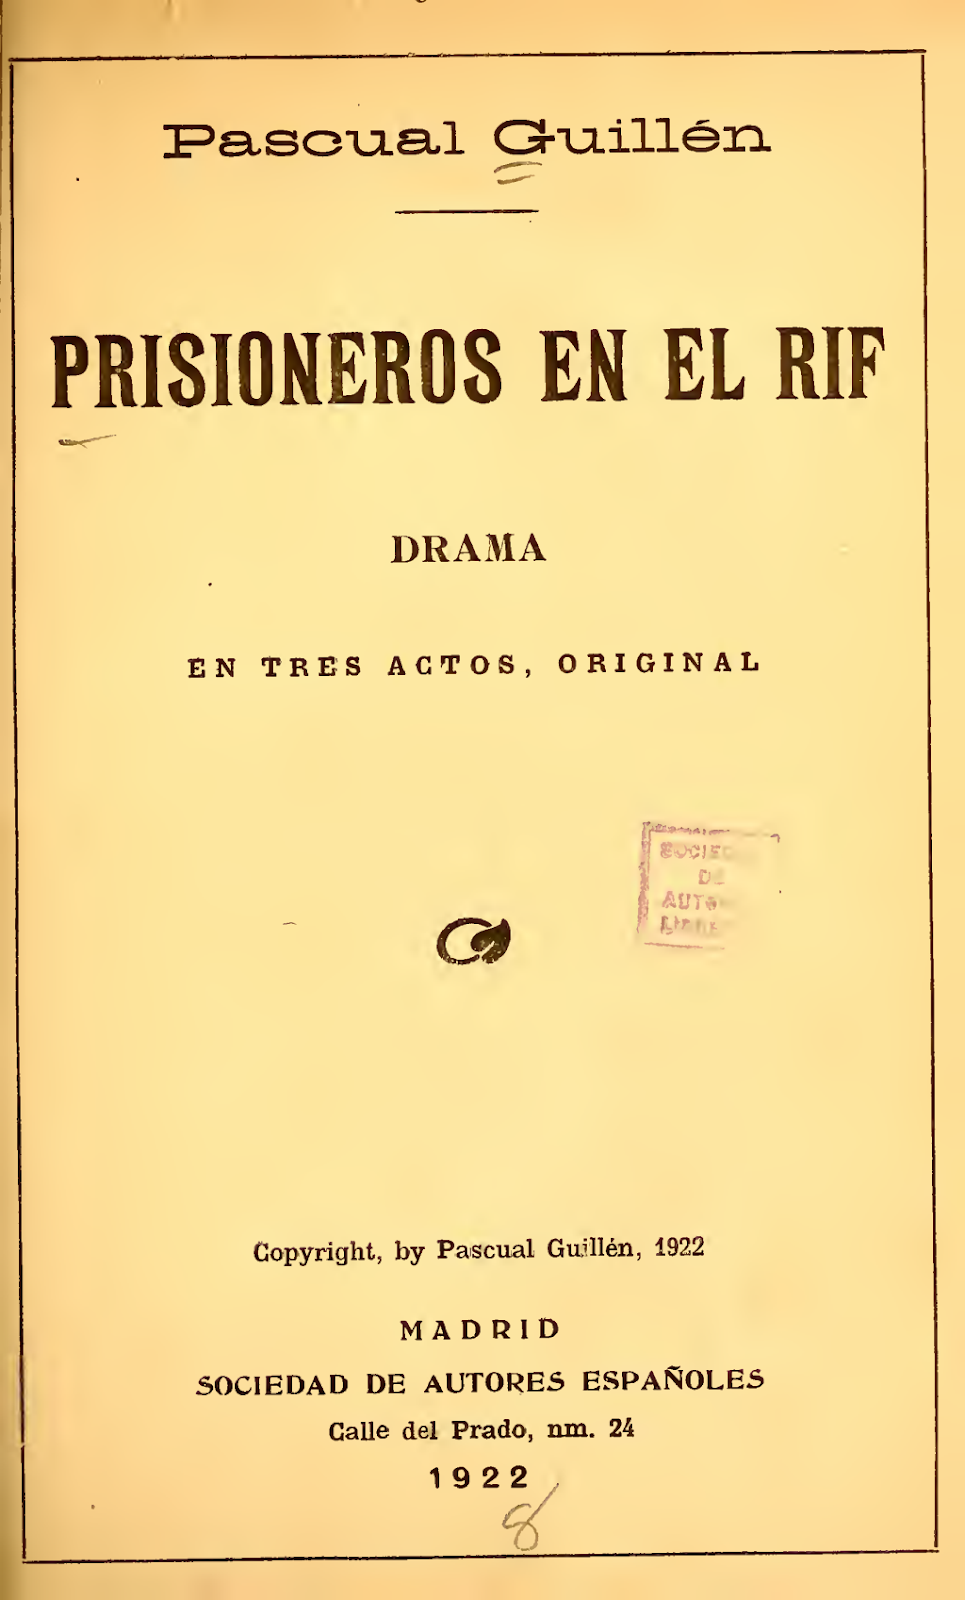 Pascual Guillén
PRISIONEROS EN EL RIF
DRAMA
EN TRES ACTOS, ORIGINAL
Copyright, by Pascual Guillén, 1922
MADRID
SOCIEDAD DE AUTORES ESPAÑOLES
Calle del Prado, nm. 24
1922
8